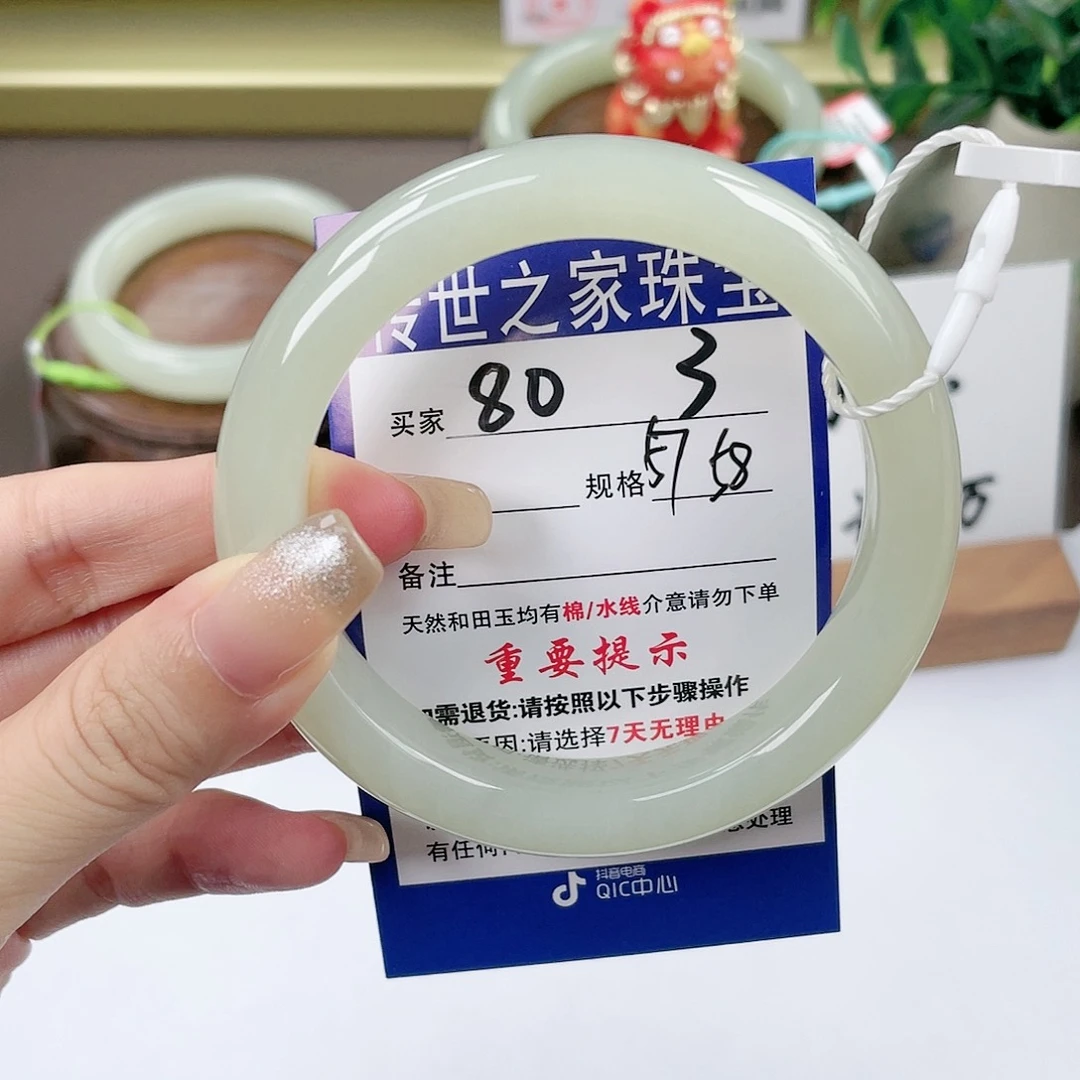 传世之家珠宝
买家 80 3
规格 57 58
备注
天然和田玉均有棉/水线介意请勿下单
重要提示
如需退货:请按照以下步骤操作
原因:请选择7天无理由
处理
有任何
抖音电商
QIC中心